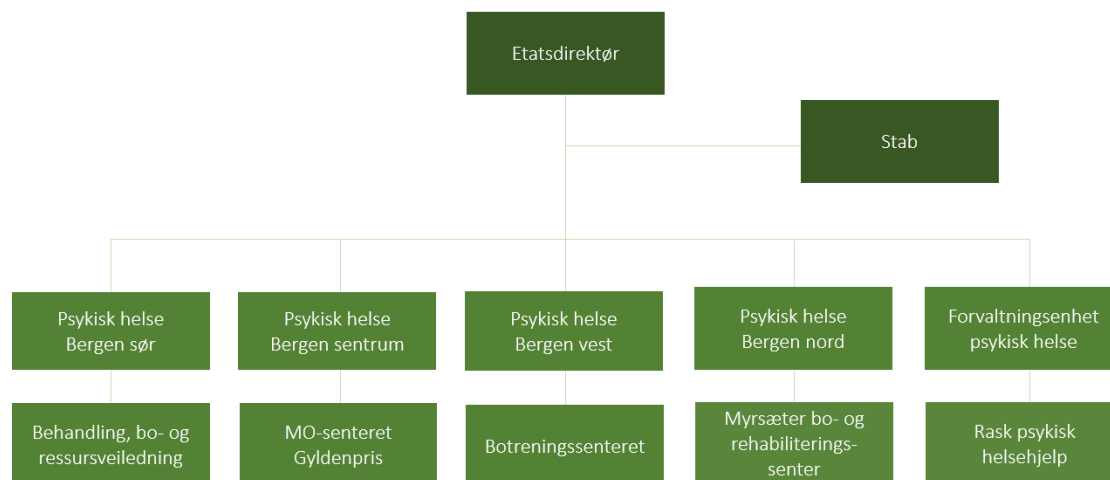 Etatsdirektør
Stab
Psykisk helse
Bergen sør
Psykisk helse
Bergen sentrum
Psykisk helse
Bergen vest
Psykisk helse
Bergen nord
Forvaltningsenhet
psykisk helse
Behandling, bo- og
ressursveiledning
MO-senteret
Gyldenpris
Botreningssenteret
Myrsæter bo- og
rehabiliterings-
senter
Rask psykisk
helsehjelp